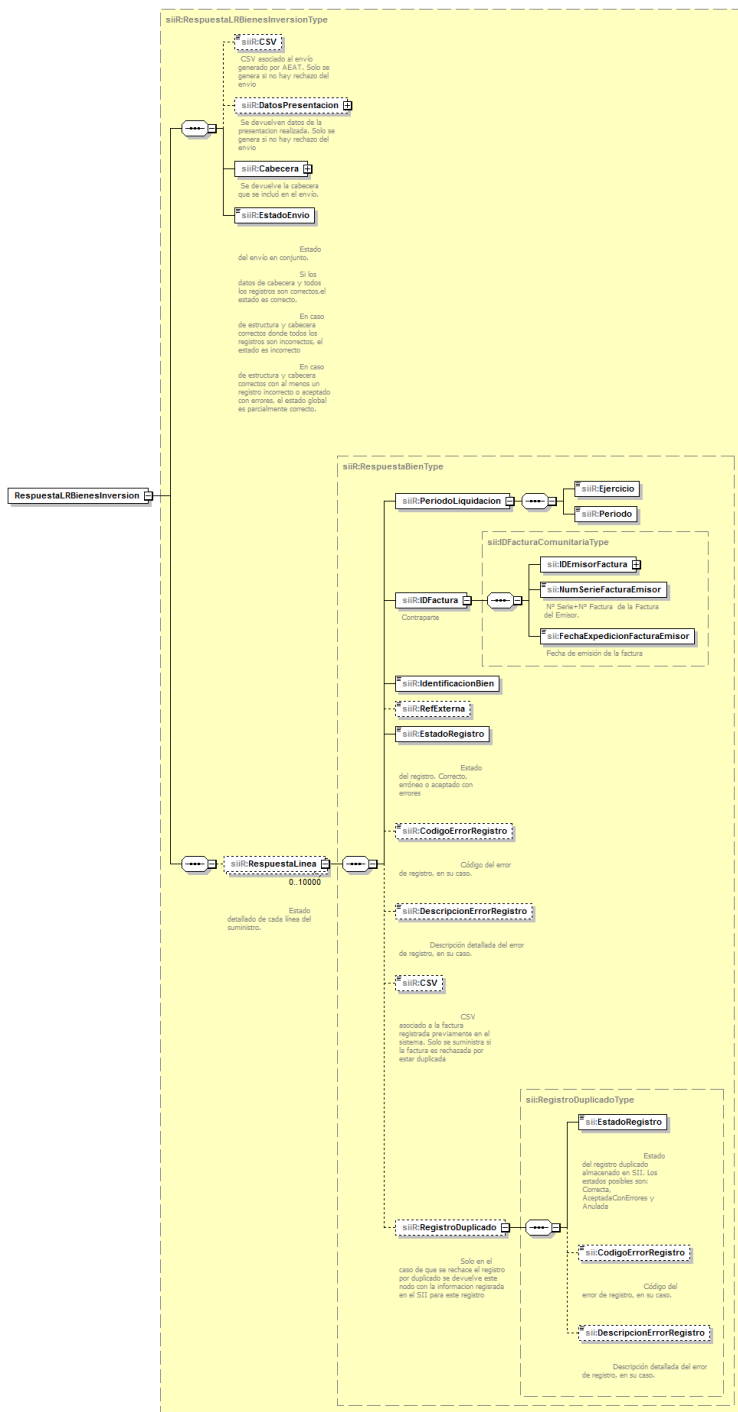 siiR:RespuestaLRBienesInversionType
siiR:CSV
CSV asociado al envío
generado por AEAT. Solo se
genera si no hay rechazo del
envio
siiR:DatosPresentacion
Se devuelven datos de la
presentacion realizada. Solo se
genera si no hay rechazo del
envio
siiR:Cabecera
Se devuelve la cabecera
que se incluó en el envío.
siiR:EstadoEnvio
Estado
del envío en conjunto.
Si los
datos de cabecera y todos
los registros son correctos,el
estado es correcto.
En caso
de estructura y cabecera
correctos donde todos los
registros son incorrectos, el
estado es incorrecto
En caso
de estructura y cabecera
correctos con al menos un
registro incorrecto o aceptado
con errores, el estado global
es parcialmente correcto.
RespuestaLRBienesInversion
siiR:RespuestaBienType
siiR:PeriodoLiquidacion
siiR:Ejercicio
siiR:Periodo
sii:IDFacturaComunitariaType
siiR:IDFactura
Contraparte
sii:IDEmisorFactura
sii:NumSerieFacturaEmisor
Nº Serie+Nº Factura de la Factura
del Emisor.
sii:FechaExpedicionFacturaEmisor
Fecha de emisión de la factura
siiR:IdentificacionBien
siiR:RefExterna
siiR:EstadoRegistro
Estado
del registro. Correcto,
erróneo o aceptado con
errores
siiR:CodigoErrorRegistro
Código del error
de registro, en su caso.
siiR:RespuestaLinea
0..10000
Estado
detallado de cada línea del
suministro.
siiR:DescripcionErrorRegistro
Descripción detallada del error
de registro, en su caso.
siiR:CSV
CSV
asociado a la factura
registrada previamente en el
sistema. Solo se suministra si
la factura es rechazada por
estar duplicada
sii:RegistroDuplicadoType
sii:EstadoRegistro
Estado
del registro duplicado
almacenado en SII. Los
estados posibles son:
Correcta,
AceptadaConErrores y
Anulada
siiR:RegistroDuplicado
Solo en el
caso de que se rechace el registro
por duplicado se devuelve este
nodo con la informacion regisrada
en el SII para este registro
sii:CodigoErrorRegistro
Código del
error de registro, en su caso.
sii:DescripcionErrorRegistro
Descripción detallada del error
de registro, en su caso.